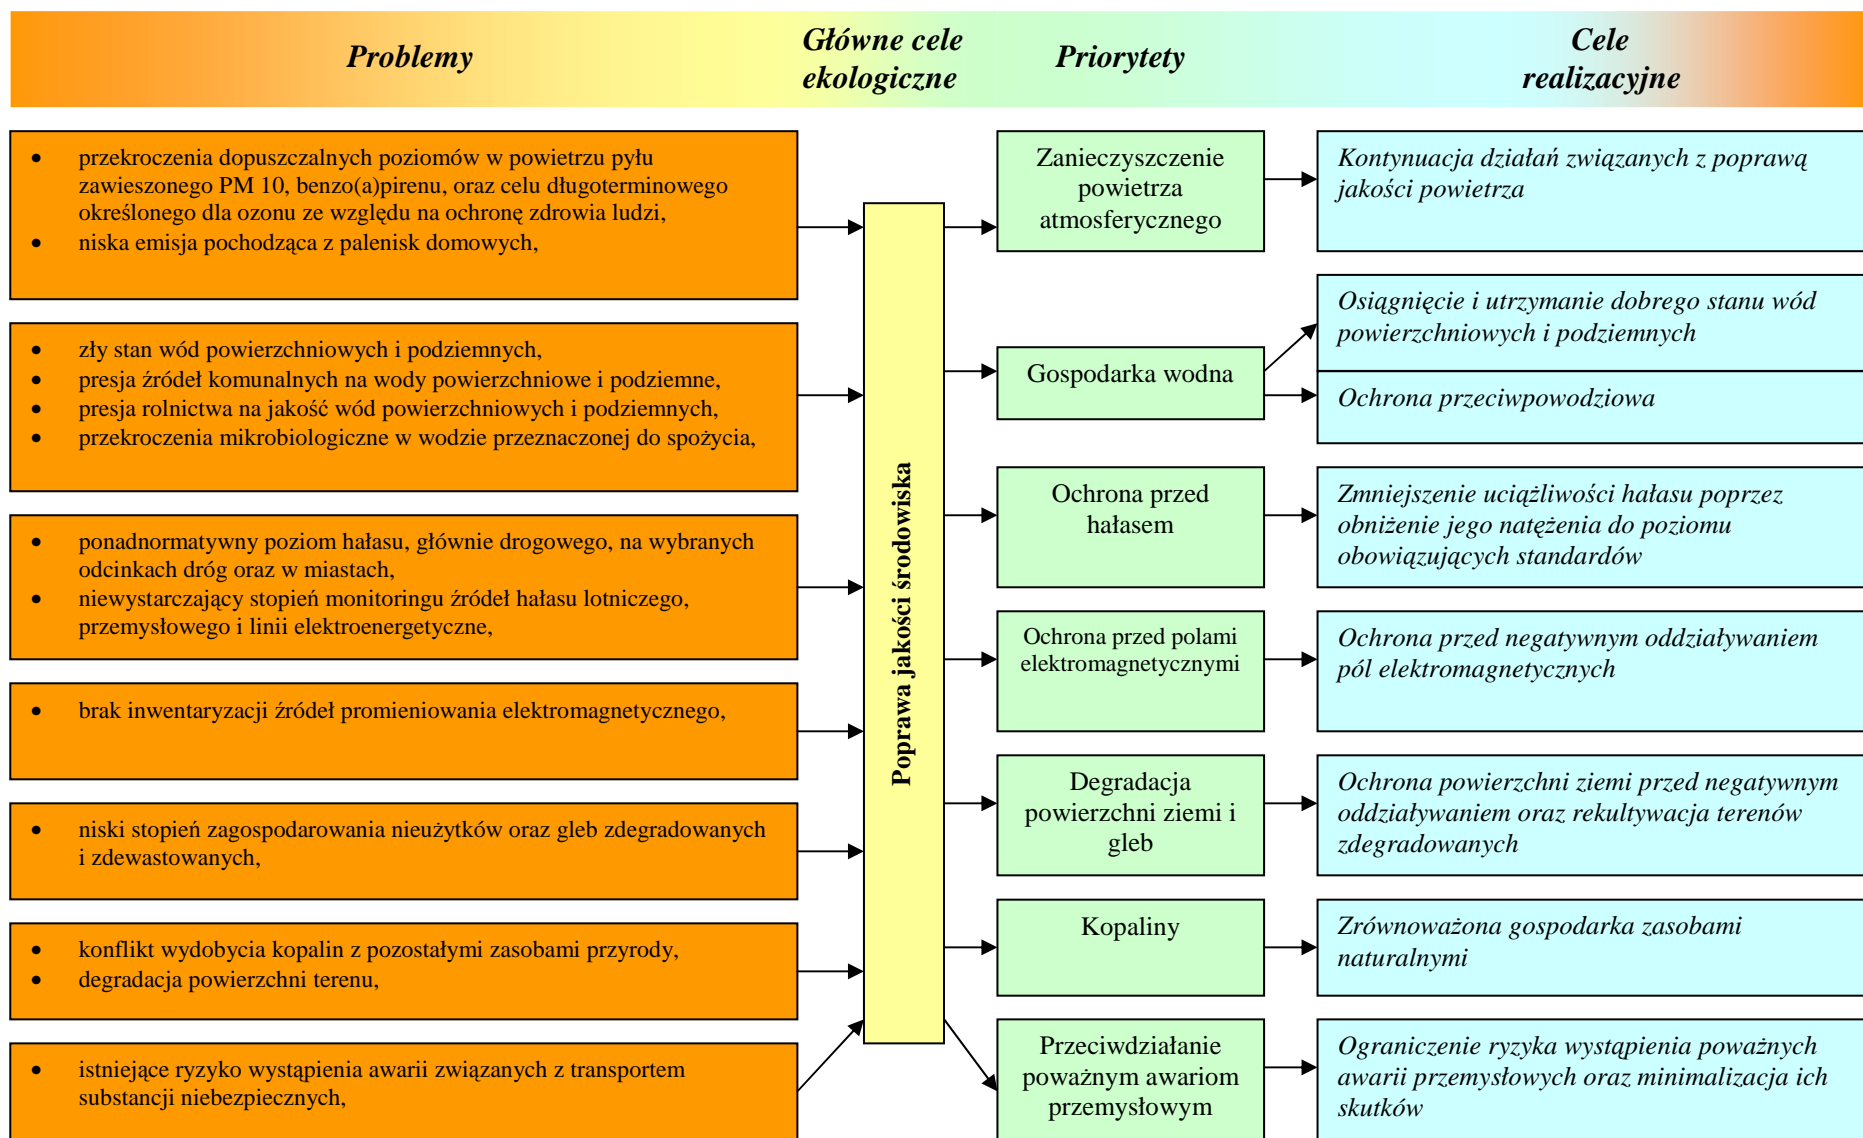 Problemy
Główne cele
ekologiczne
Priorytety
Cele
realizacyjne
• przekroczenia dopuszczalnych poziomów w powietrzu pyłu
zawieszonego PM 10, benzo(a)pirenu, oraz celu długoterminowego
określonego dla ozonu ze względu na ochronę zdrowia ludzi,
• niska emisja pochodząca z palenisk domowych,
• zły stan wód powierzchniowych i podziemnych,
• presja źródeł komunalnych na wody powierzchniowe i podziemne,
• presja rolnictwa na jakość wód powierzchniowych i podziemnych,
• przekroczenia mikrobiologiczne w wodzie przeznaczonej do spożycia,
• ponadnormatywny poziom hałasu, głównie drogowego, na wybranych
odcinkach dróg oraz w miastach,
• niewystarczający stopień monitoringu źródeł hałasu lotniczego,
przemysłowego i linii elektroenergetyczne,
• brak inwentaryzacji źródeł promieniowania elektromagnetycznego,
• niski stopień zagospodarowania nieużytków oraz gleb zdegradowanych
i zdewastowanych,
• konflikt wydobycia kopalin z pozostałymi zasobami przyrody,
• degradacja powierzchni terenu,
• istniejące ryzyko wystąpienia awarii związanych z transportem
substancji niebezpiecznych,
Poprawa jakości środowiska
Zanieczyszczenie
powietrza
atmosferycznego
Gospodarka wodna
Ochrona przed
hałasem
Ochrona przed polami
elektromagnetycznymi
Degradacja
powierzchni ziemi i
gleb
Kopaliny
Przeciwdziałanie
poważnym awariom
przemysłowym
Kontynuacja działań związanych z poprawą
jakości powietrza
Osiągnięcie i utrzymanie dobrego stanu wód
powierzchniowych i podziemnych
Ochrona przeciwpowodziowa
Zmniejszenie uciążliwości hałasu poprzez
obniżenie jego natężenia do poziomu
obowiązujących standardów
Ochrona przed negatywnym oddziaływaniem
pól elektromagnetycznych
Ochrona powierzchni ziemi przed negatywnym
oddziaływaniem oraz rekultywacja terenów
zdegradowanych
Zrównoważona gospodarka zasobami
naturalnymi
Ograniczenie ryzyka wystąpienia poważnych
awarii przemysłowych oraz minimalizacja ich
skutków